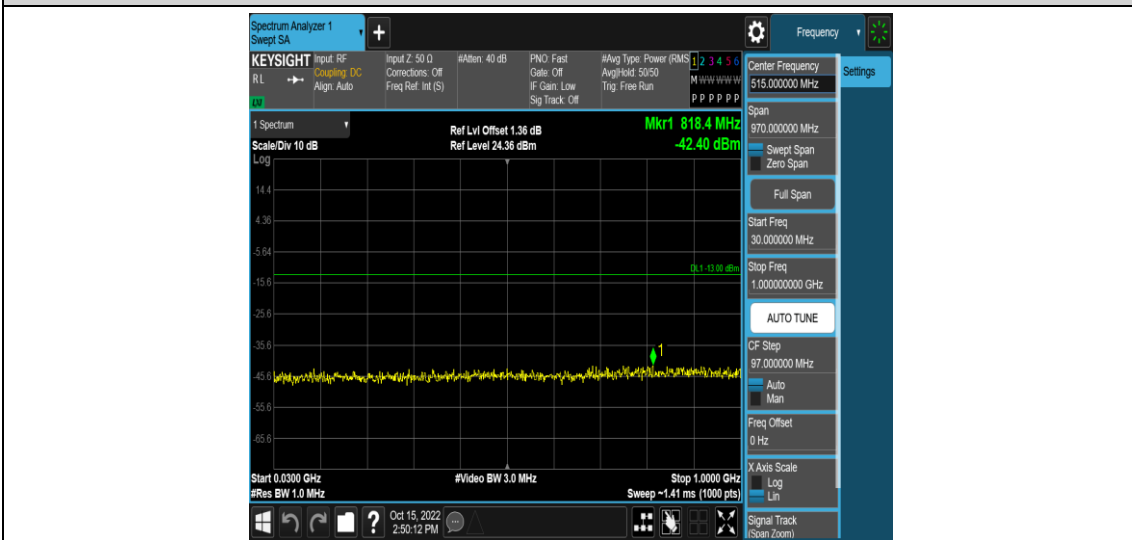 Spectrum Analyzer 1
Swept SA
+
Frequency
KEYSIGHT
RL
LW
Input: RF
Coupling: DC
Align: Auto
Input Z: 50 Ω
Corrections: Off
Freq Ref: Int (S)
#Atten: 40 dB
PNO: Fast
Gate: Off
IF Gain: Low
Sig Track: Off
#Avg Type: Power (RMS
Avg|Hold: 50/50
Trig: Free Run
1 2 3 4 5 6
M W W W W W
P P P P P P
1 Spectrum
Scale/Div 10 dB
Ref Lvl Offset 1.36 dB
Ref Level 24.36 dBm
Mkr1 818.4 MHz
-42.40 dBm
Log
14.4
4.36
-5.64
-15.6
-25.6
-35.6
-45.6
-55.6
-65.6
DL1 -13.00 dBm
1
Start 0.0300 GHz
#Res BW 1.0 MHz
#Video BW 3.0 MHz
Stop 1.0000 GHz
Sweep ~1.41 ms (1000 pts)
?
Oct 15, 2022
2:50:12 PM
Center Frequency
515.000000 MHz
Settings
Span
970.000000 MHz
Swept Span
Zero Span
Full Span
Start Freq
30.000000 MHz
Stop Freq
1.000000000 GHz
AUTO TUNE
CF Step
97.000000 MHz
Auto
Man
Freq Offset
0 Hz
X Axis Scale
Log
Lin
Signal Track
(Span Zoom)